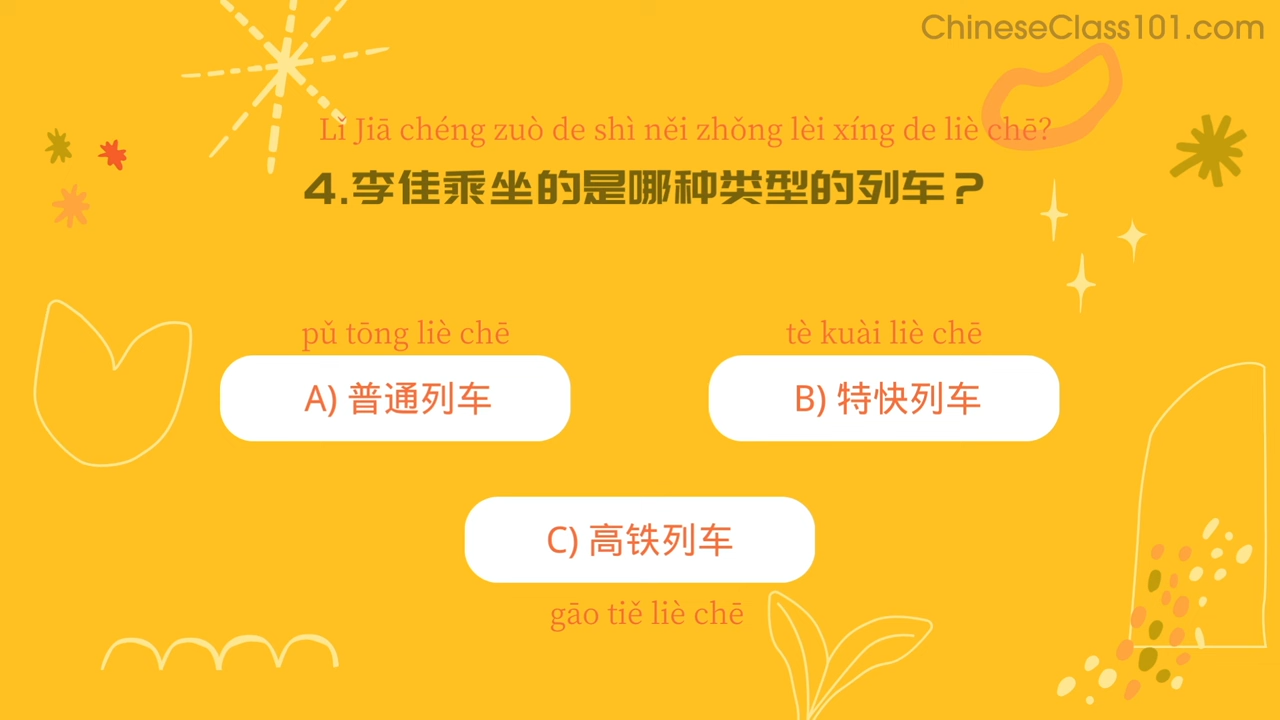 ChineseClass101.com
Lǐ Jiā chéng zuò de shì něi zhǒng lèi xíng de liè chē?
4.李佳乘坐的是哪种类型的列车？
pǔ tōng liè chē
A) 普通列车
tè kuài liè chē
B) 特快列车
C) 高铁列车
gāo tiě liè chē